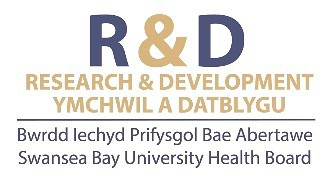 R&D
RESEARCH & DEVELOPMENT
YMCHWIL A DATBLYGU
Bwrdd Iechyd Prifysgol Bae Abertawe
Swansea Bay University Health Board